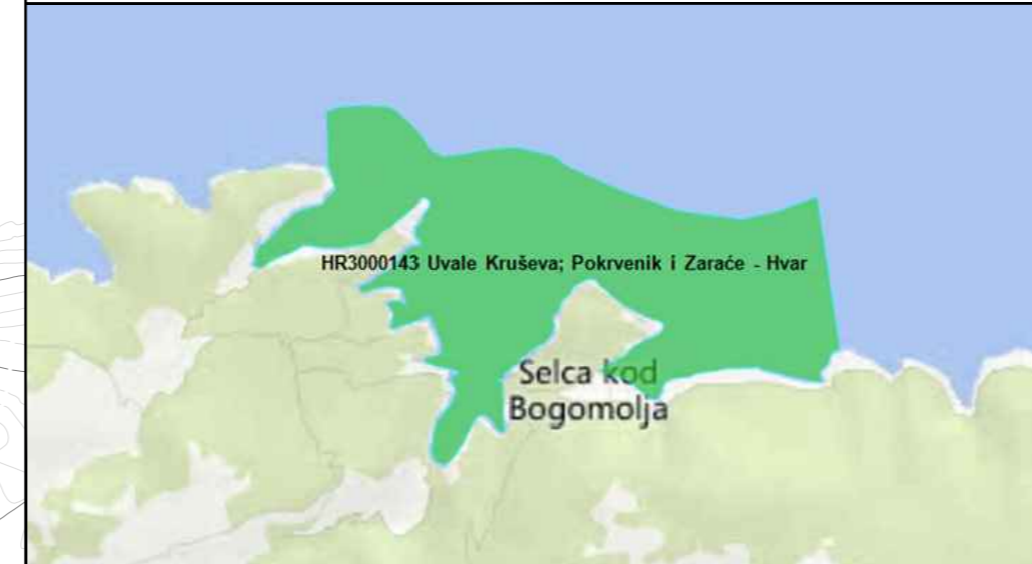 HR3000143 Uvale Kruševa; Pokrvenik i Zaraće - Hvar
Selca kod
Bogomolja